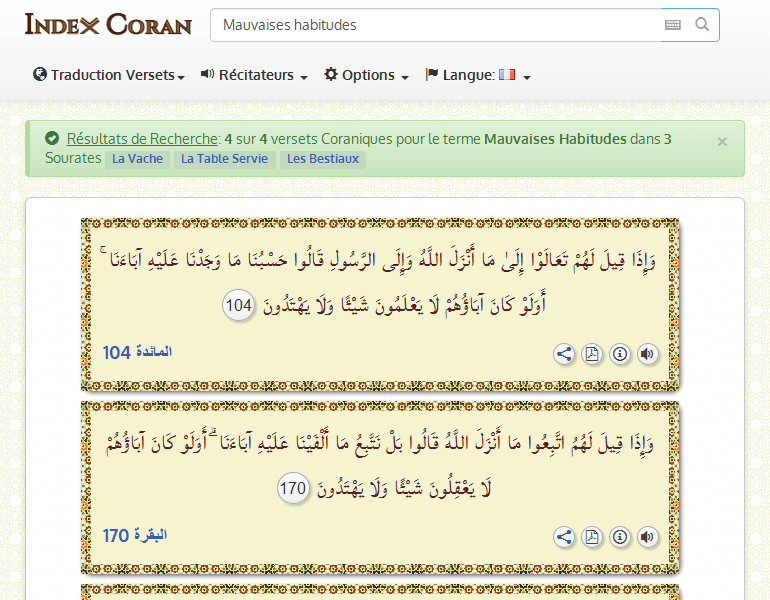 Index Coran
Mauvaises habitudes
Traduction Versets Récitateurs Options Langue:
Résultats de Recherche: 4 sur 4 versets Coraniques pour le terme Mauvaises Habitudes dans 3
Sourates La Vache La Table Servie Les Bestiaux ×
وَإِذَا قِيلَ لَهُمْ تَعَالَوْا إِلَىٰ مَا أَنْزَلَ اللَّهُ وَإِلَى الرَّسُولِ قَالُوا حَسْبُنَا مَا وَجَدْنَا عَلَيْهِ آبَاءَنَا ۚ
أَوَلَوْ كَانَ آبَاؤُهُمْ لَا يَعْلَمُونَ شَيْئًا وَلَا يَهْتَدُونَ 104
المائدة 104
وَإِذَا قِيلَ لَهُمُ اتَّبِعُوا مَا أَنْزَلَ اللَّهُ قَالُوا بَلْ نَتَّبِعُ مَا أَلْفَيْنَا عَلَيْهِ آبَاءَنَا ۗ أَوَلَوْ كَانَ آبَاؤُهُمْ
لَا يَعْقِلُونَ شَيْئًا وَلَا يَهْتَدُونَ 170
البقرة 170